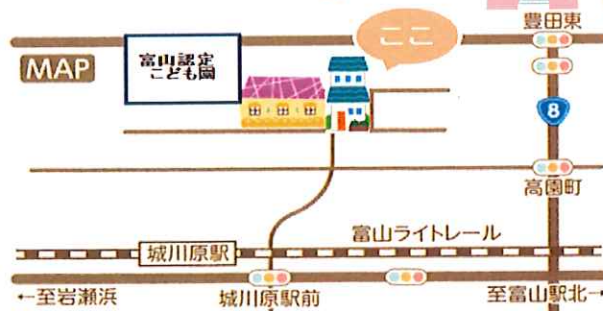 豊田東
ここ
MAP
富山認定
こども園
8
高園町
富山ライトレール
城川原駅
←至岩瀬浜
城川原駅前
至富山駅北→